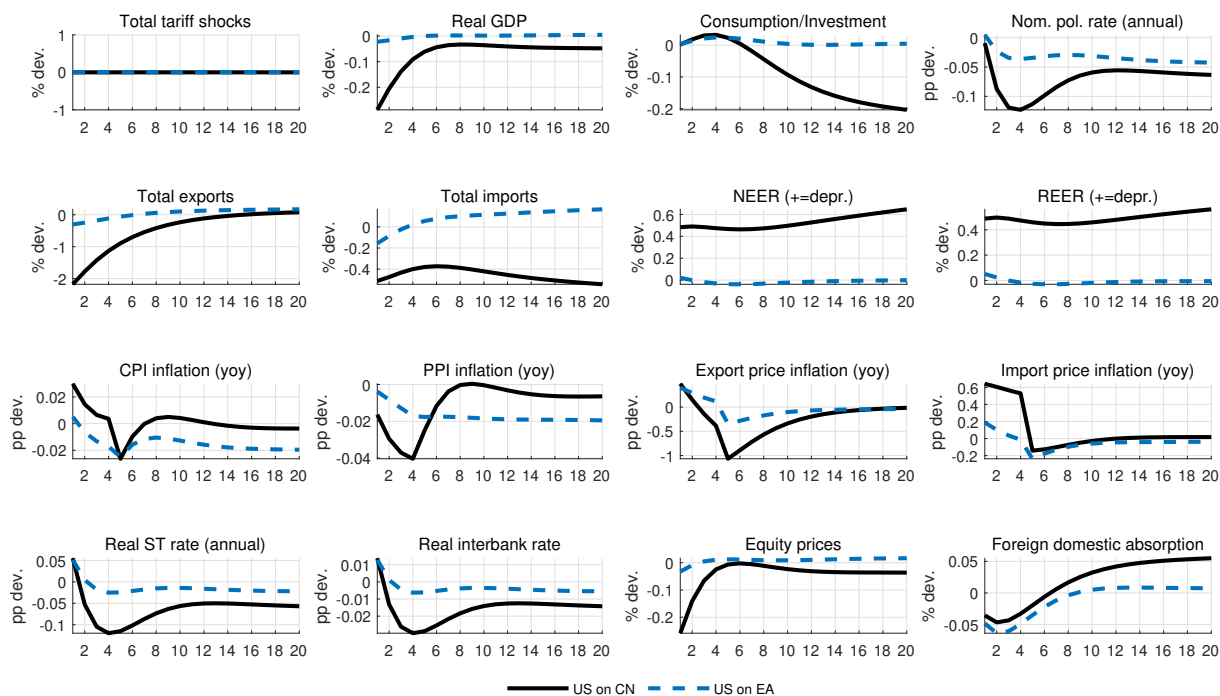 Total tariff shocks
% dev.
1
0
-1
2 4 6 8 10 12 14 16 18 20
Real GDP
% dev.
0
-0.1
-0.2
2 4 6 8 10 12 14 16 18 20
Consumption/Investment
% dev.
0
-0.1
-0.2
2 4 6 8 10 12 14 16 18 20
Nom. pol. rate (annual)
pp dev.
0
-0.05
-0.1
2 4 6 8 10 12 14 16 18 20
Total exports
% dev.
0
-1
-2
2 4 6 8 10 12 14 16 18 20
Total imports
% dev.
0
-0.4
2 4 6 8 10 12 14 16 18 20
NEER (+=depr.)
% dev.
0.6
0.4
0.2
0
2 4 6 8 10 12 14 16 18 20
REER (+=depr.)
% dev.
0.4
0.2
0
2 4 6 8 10 12 14 16 18 20
CPI inflation (yoy)
pp dev.
0.02
0
-0.02
2 4 6 8 10 12 14 16 18 20
PPI inflation (yoy)
pp dev.
0
-0.02
-0.04
2 4 6 8 10 12 14 16 18 20
Export price inflation (yoy)
pp dev.
0
-0.5
-1
2 4 6 8 10 12 14 16 18 20
Import price inflation (yoy)
pp dev.
0.6
0.4
0.2
0
-0.2
2 4 6 8 10 12 14 16 18 20
Real ST rate (annual)
pp dev.
0.05
0
-0.05
-0.1
2 4 6 8 10 12 14 16 18 20
Real interbank rate
pp dev.
0.01
-0.01
-0.03
2 4 6 8 10 12 14 16 18 20
Equity prices
% dev.
0
-0.1
-0.2
2 4 6 8 10 12 14 16 18 20
Foreign domestic absorption
% dev.
0.05
0
-0.05
2 4 6 8 10 12 14 16 18 20
US on CN US on EA